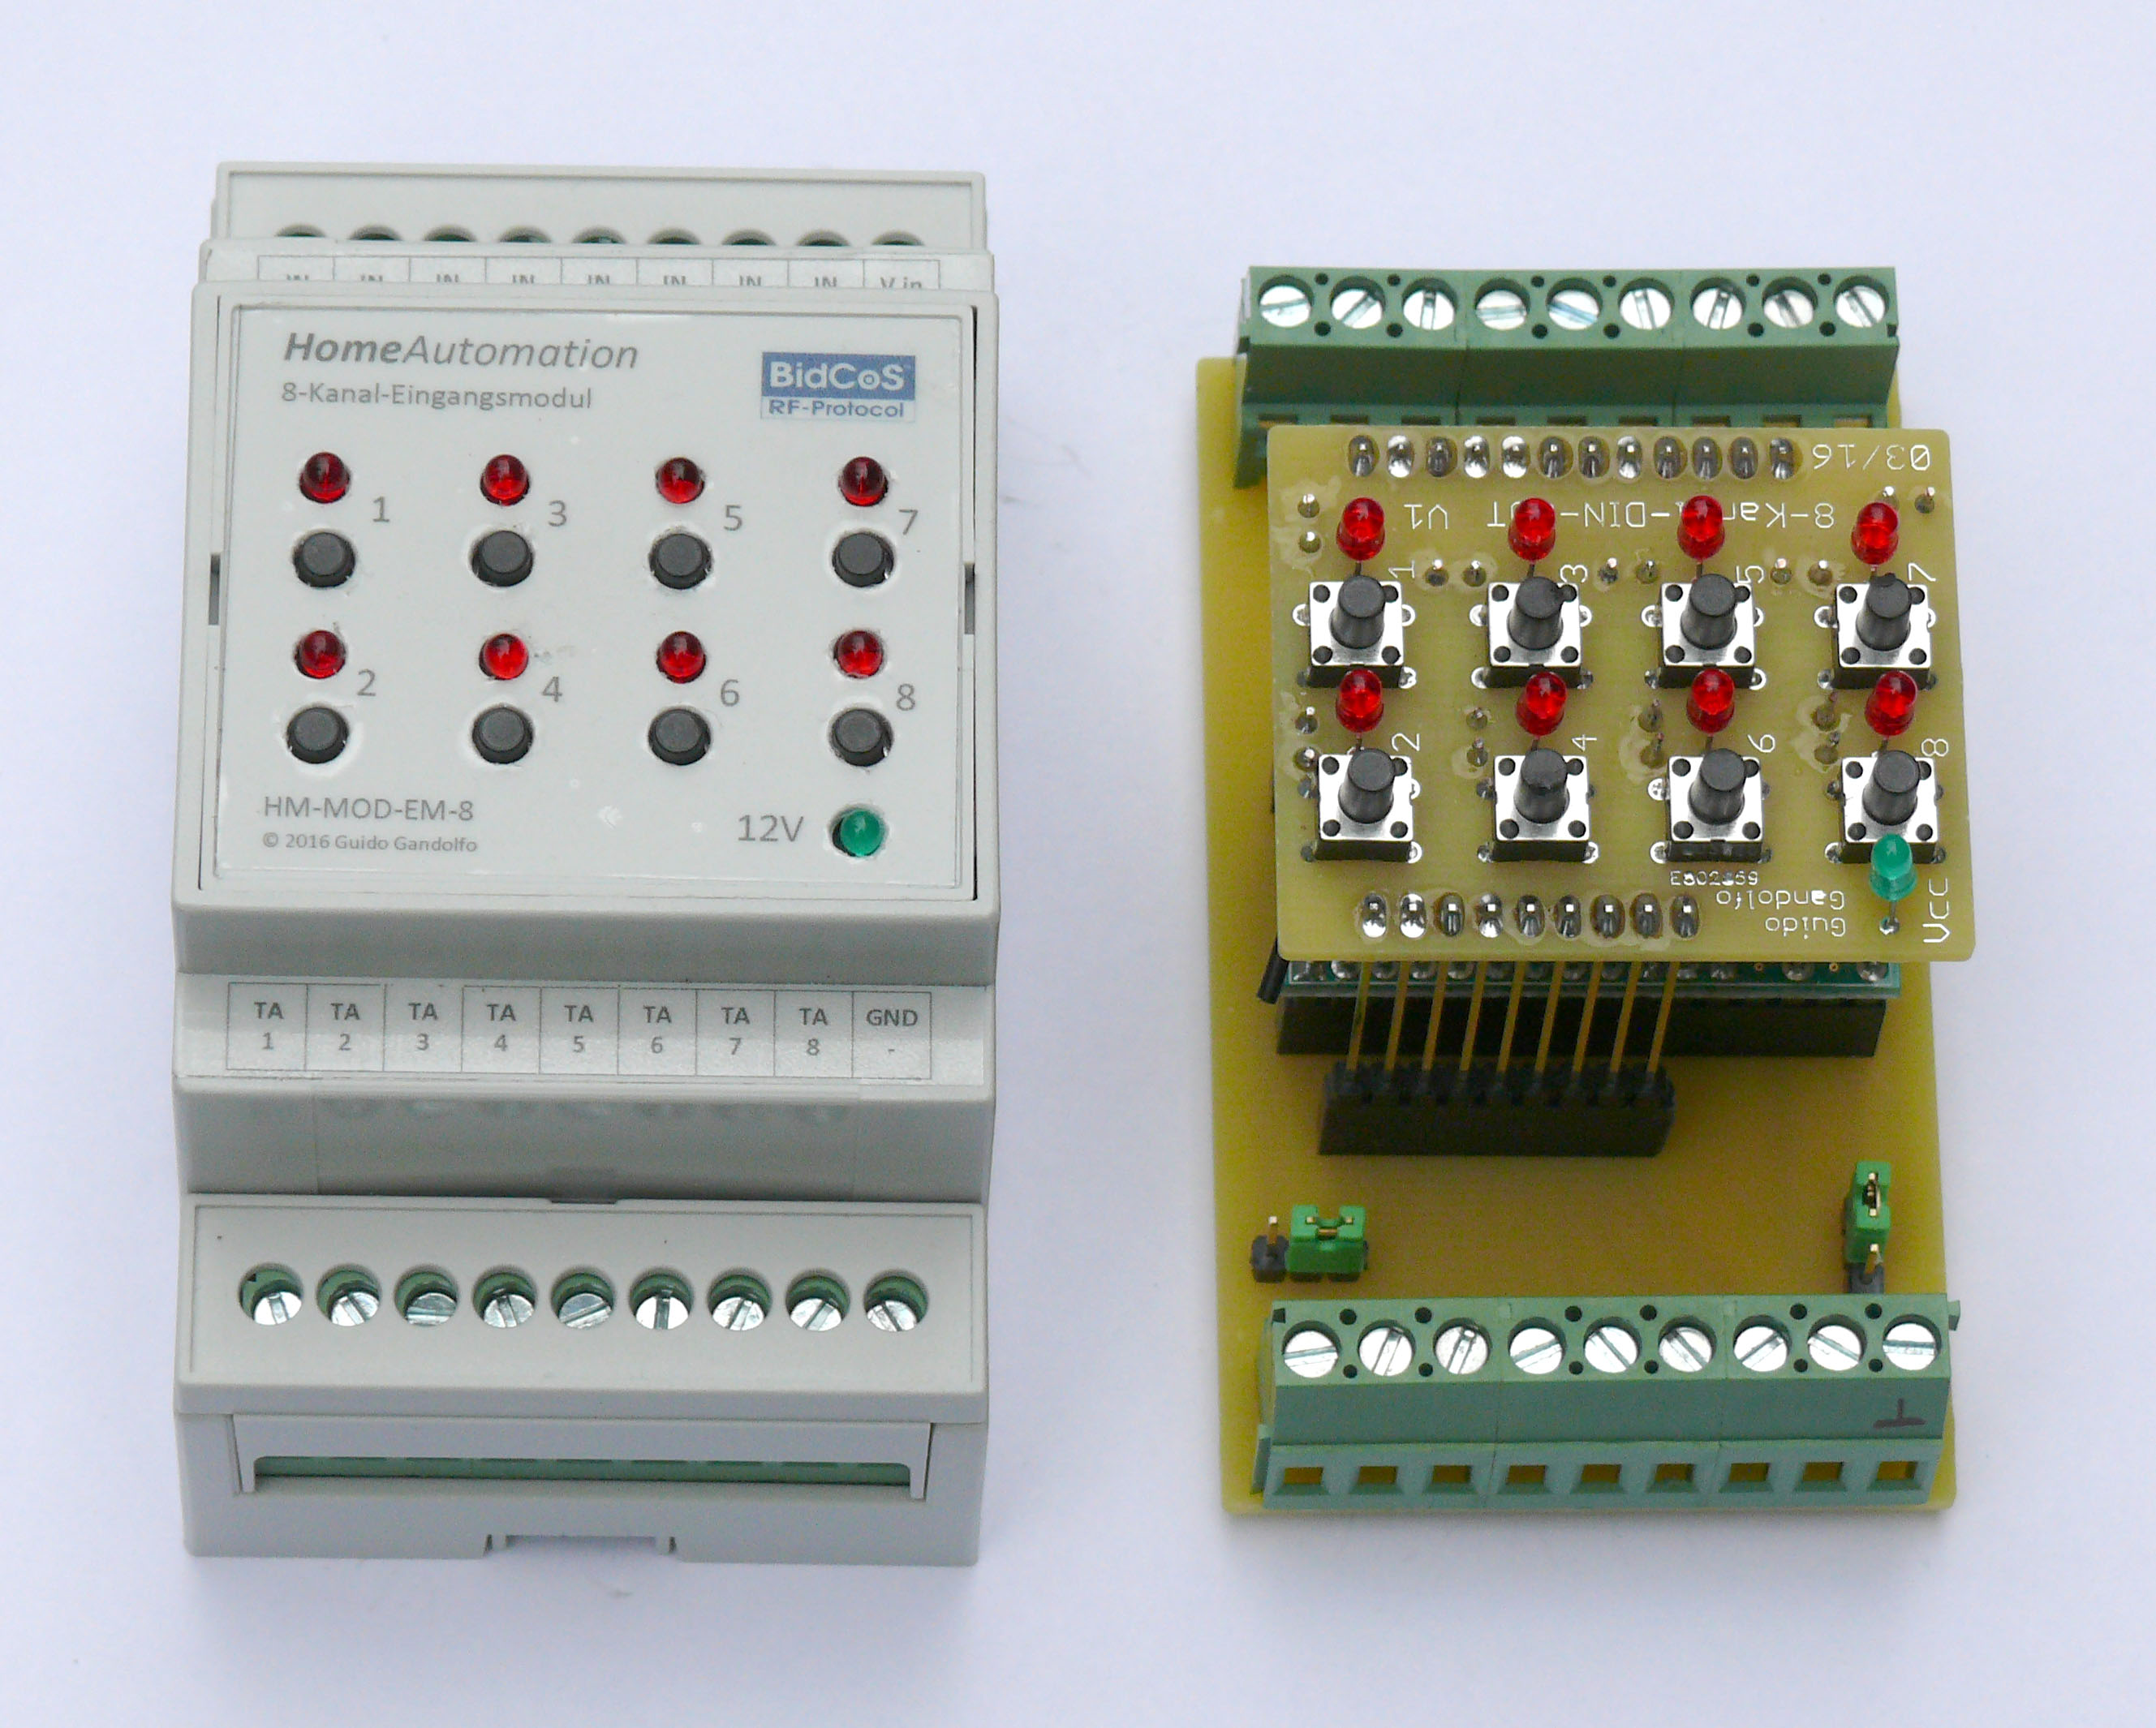 IN IN IN IN IN IN IN IN V in
HomeAutomation
8-Kanal-Eingangsmodul
BidCoS
RF-Protocol
1 3 5 7
2 4 6 8
HM-MOD-EM-8
© 2016 Guido Gandolfo
12V
TA TA TA TA TA TA TA TA GND
1 2 3 4 5 6 7 8 -
03/16
V1
1 3 5 7
2 4 6 8
Guido
Gandolfo
Vcc